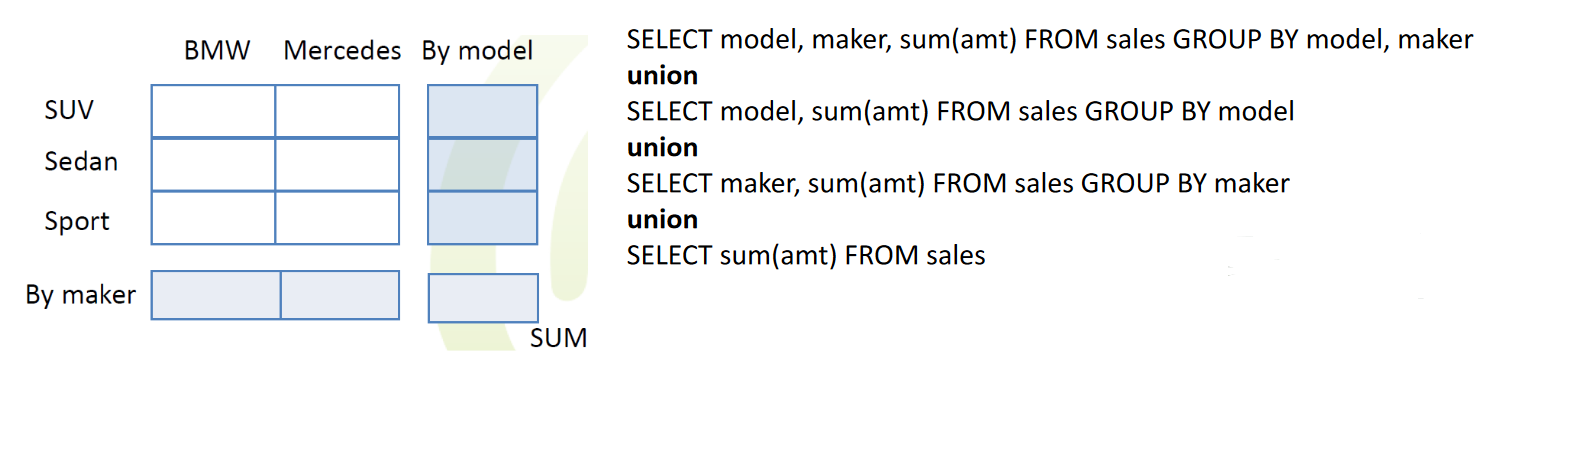 BMW Mercedes By model
SUV
Sedan
Sport
By maker
SUM
SELECT model, maker, sum(amt) FROM sales GROUP BY model, maker
union
SELECT model, sum(amt) FROM sales GROUP BY model
union
SELECT maker, sum(amt) FROM sales GROUP BY maker
union
SELECT sum(amt) FROM sales